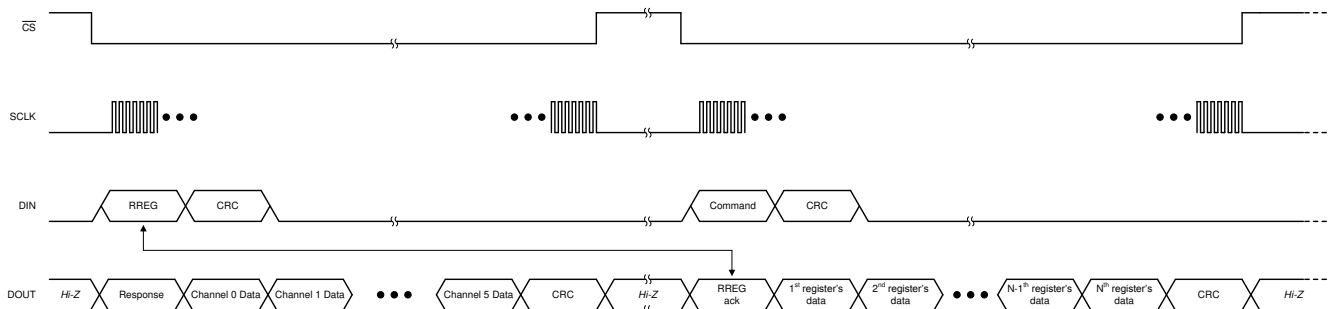 CS
SCLK
DIN
RREG
CRC
Command
CRC
DOUT
Hi-Z
Response
Channel 0 Data
Channel 1 Data
Channel 5 Data
CRC
Hi-Z
RREG
ack
1st register's
data
2nd register's
data
N-1th register's
data
Nth register's
data
CRC
Hi-Z